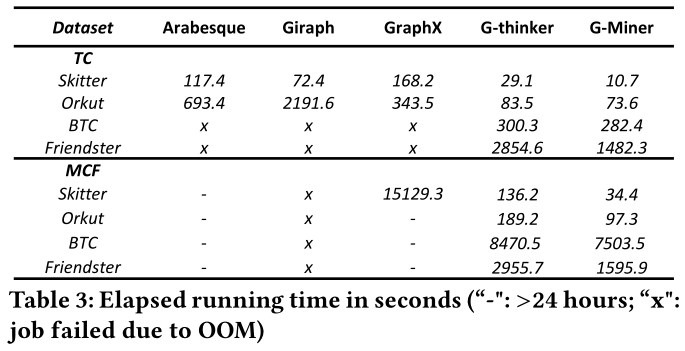 Dataset Arabesque Giraph GraphX G-thinker G-Miner
TC
Skitter 117.4 72.4 168.2 29.1 10.7
Orkut 693.4 2191.6 343.5 83.5 73.6
BTC x x x 300.3 282.4
Friendster x x x 2854.6 1482.3
MCF
Skitter - x 15129.3 136.2 34.4
Orkut - x - 189.2 97.3
BTC - x - 8470.5 7503.5
Friendster - x - 2955.7 1595.9
Table 3: Elapsed running time in seconds (“-": >24 hours; “x":
job failed due to OOM)